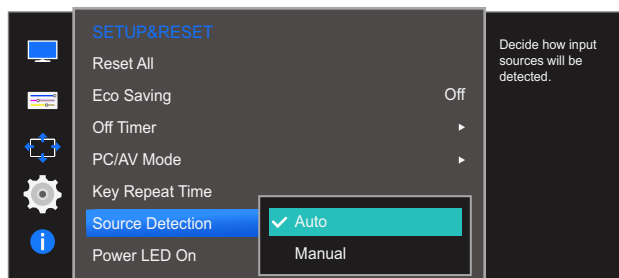 SETUP&RESET
Reset All
Eco Saving Off
Off Timer
PC/AV Mode
Key Repeat Time
Source Detection
Auto
Power LED On
Manual
Decide how input
sources will be
detected.